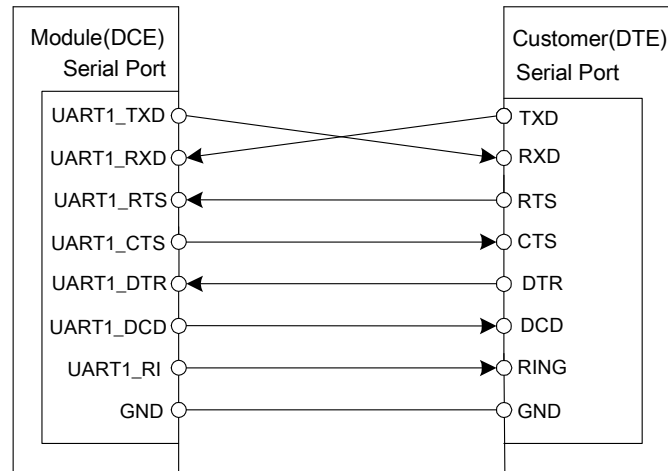 Module(DCE)
Serial Port
UART1_TXD
UART1_RXD
UART1_RTS
UART1_CTS
UART1_DTR
UART1_DCD
UART1_RI
GND
Customer(DTE)
Serial Port
TXD
RXD
RTS
CTS
DTR
DCD
RING
GND